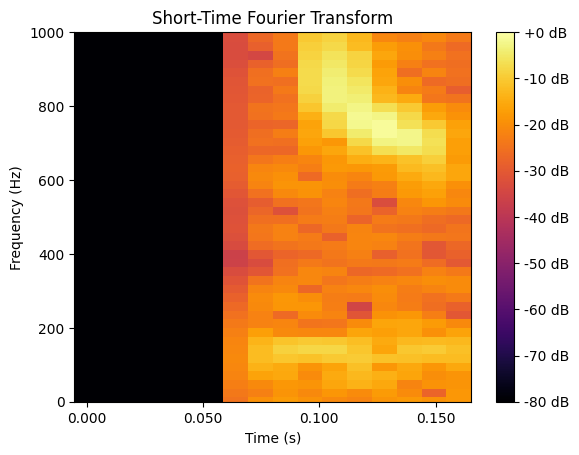 Short-Time Fourier Transform
1000
800
600
400
200
0
Frequency (Hz)
0.000
0.050
0.100
0.150
Time (s)
+0 dB
-10 dB
-20 dB
-30 dB
-40 dB
-50 dB
-60 dB
-70 dB
-80 dB